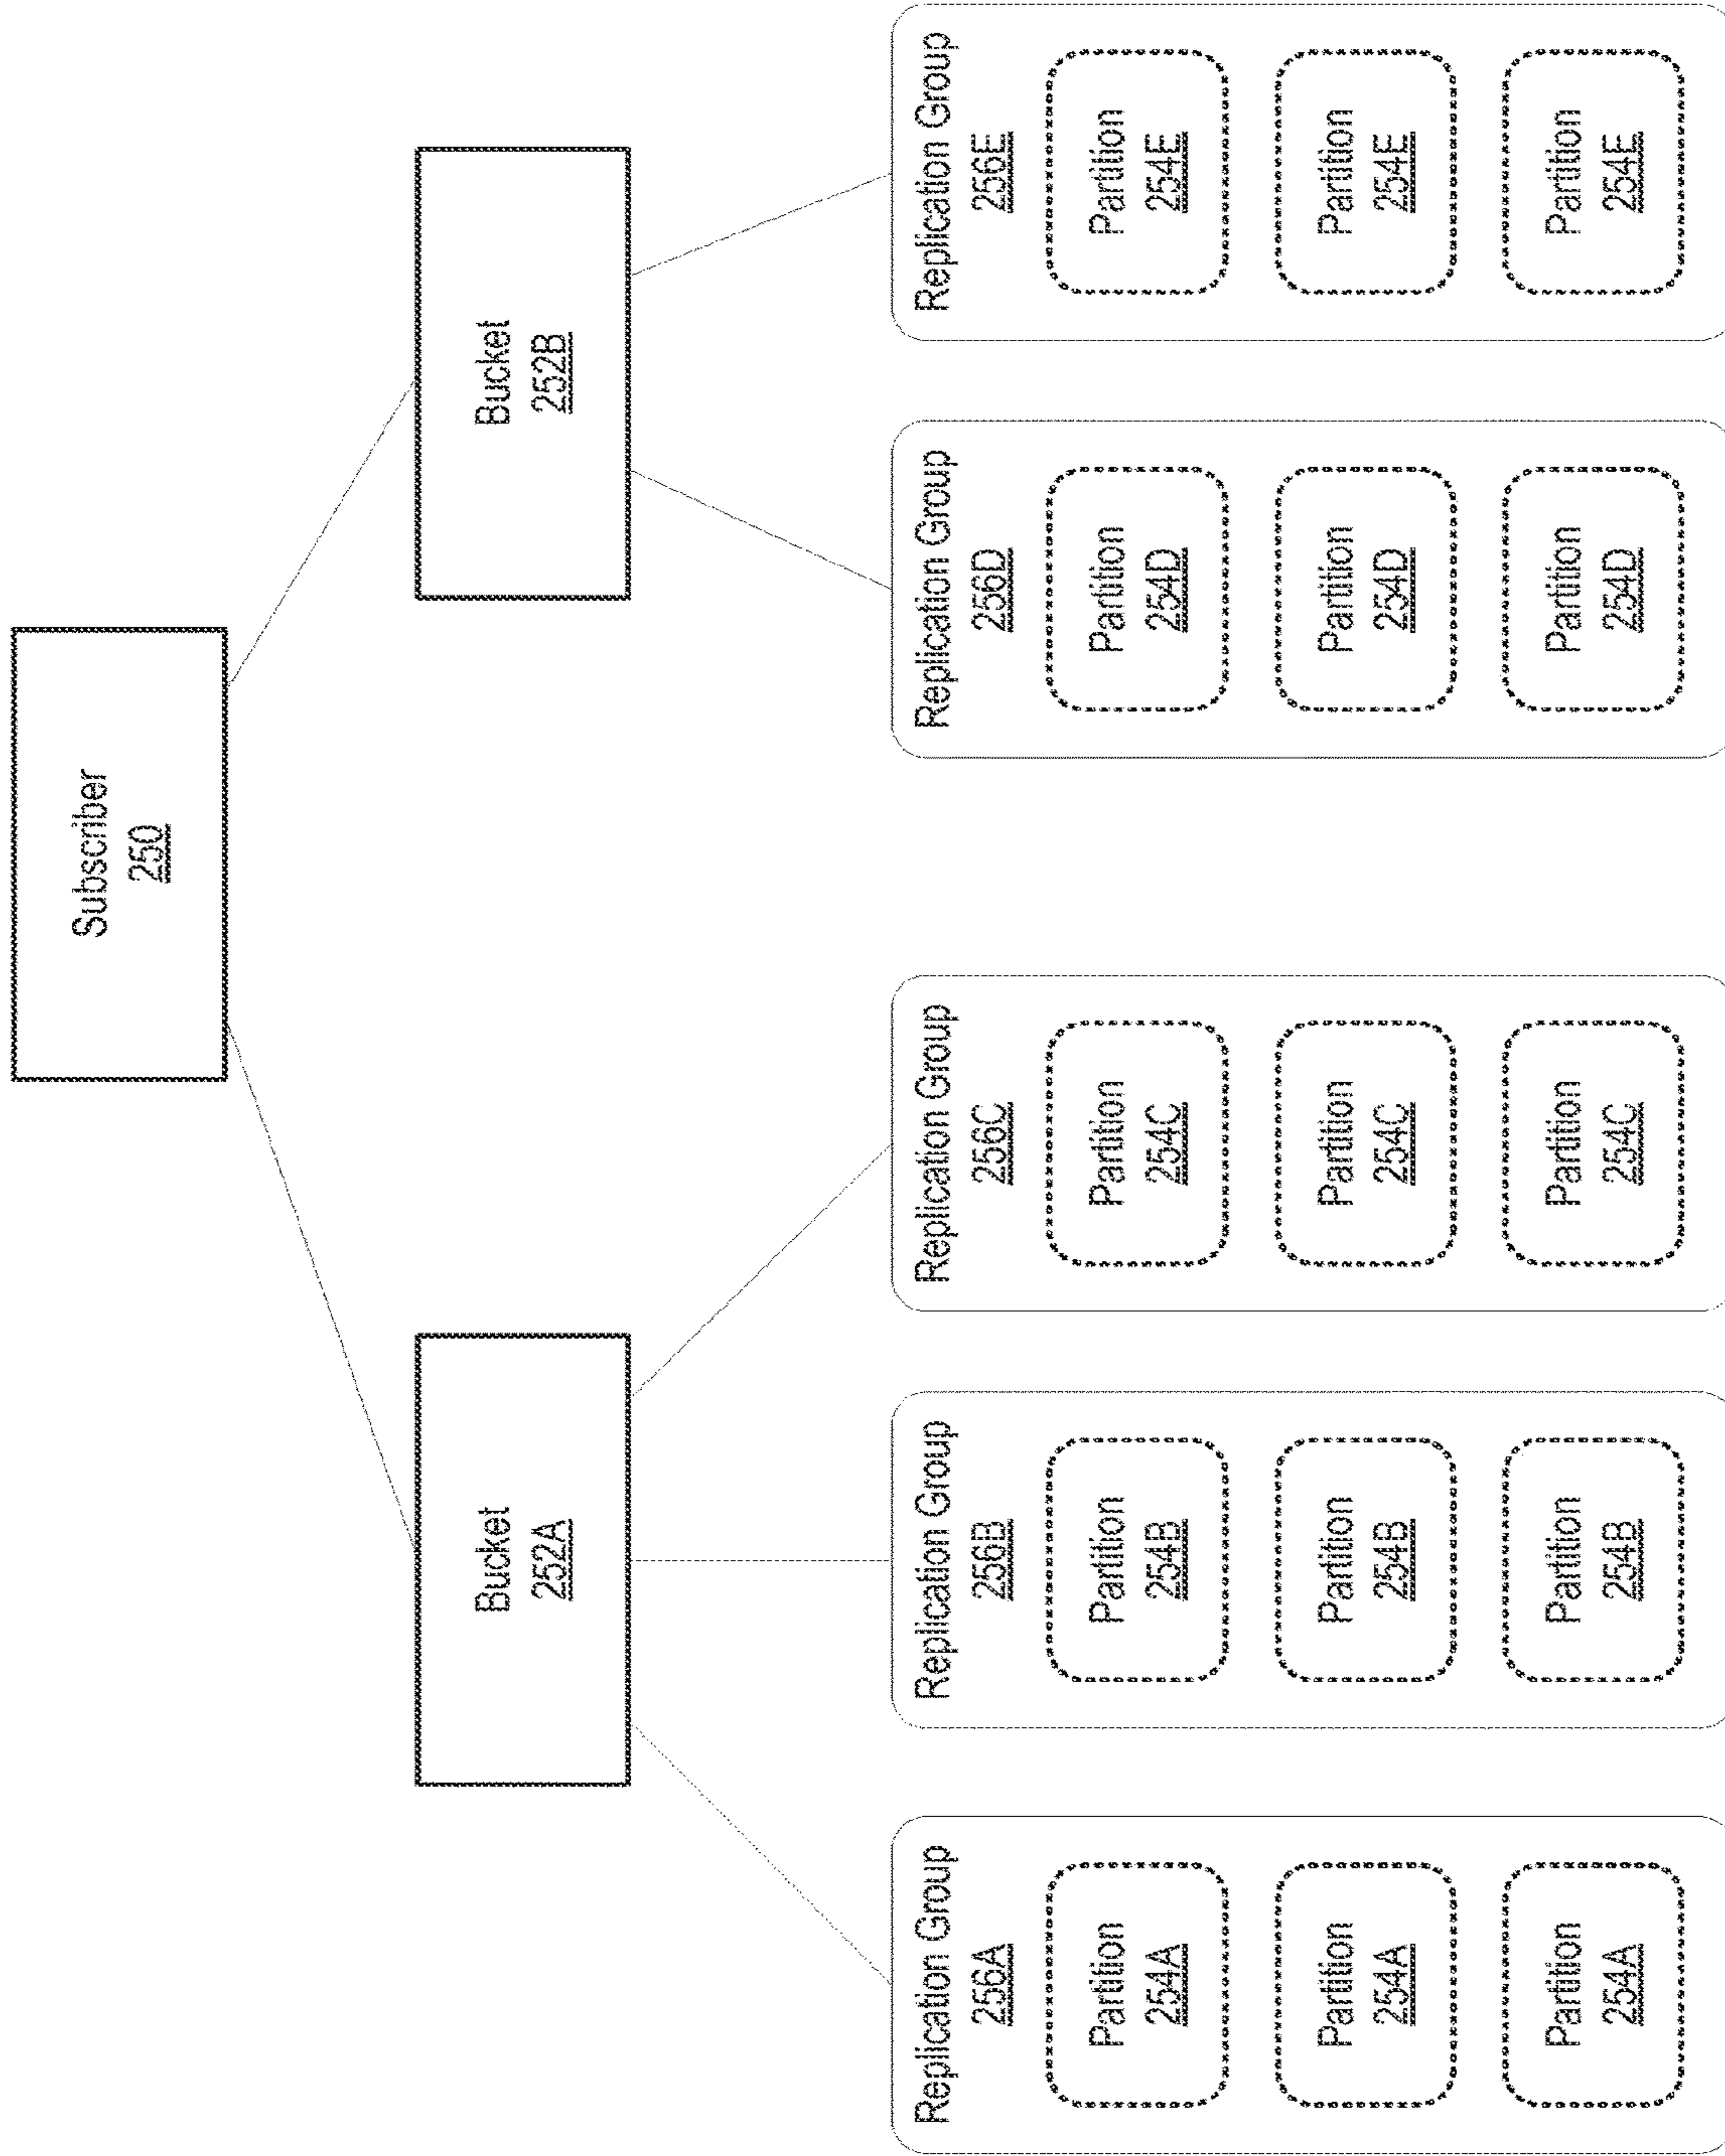 Subscriber
250
Bucket
252A
Bucket
252B
Replication Group
256A
Partition
254A
Partition
254A
Partition
254A
Replication Group
256B
Partition
254B
Partition
254B
Partition
254B
Replication Group
256C
Partition
254C
Partition
254C
Partition
254C
Replication Group
256D
Partition
254D
Partition
254D
Partition
254D
Replication Group
256E
Partition
254E
Partition
254E
Partition
254E